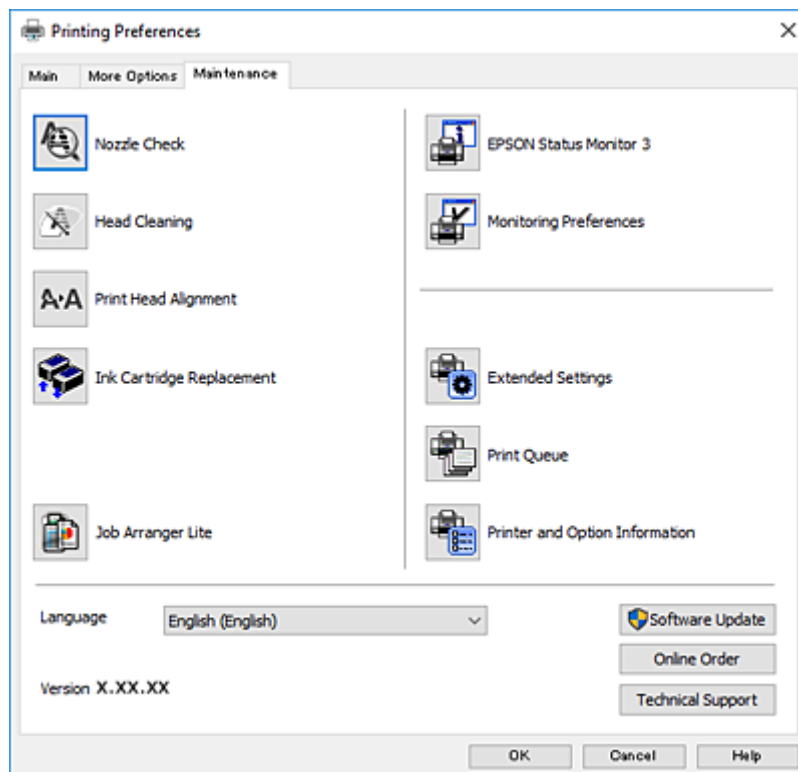 Printing Preferences
Main
More Options
Maintenance
Nozzle Check
EPSON Status Monitor 3
Head Cleaning
Monitoring Preferences
A·A
Print Head Alignment
Ink Cartridge Replacement
Extended Settings
Print Queue
Job Arranger Lite
Printer and Option Information
Language
English (English)
Software Update
Online Order
Version X.XX.XX
Technical Support
OK
Cancel
Help